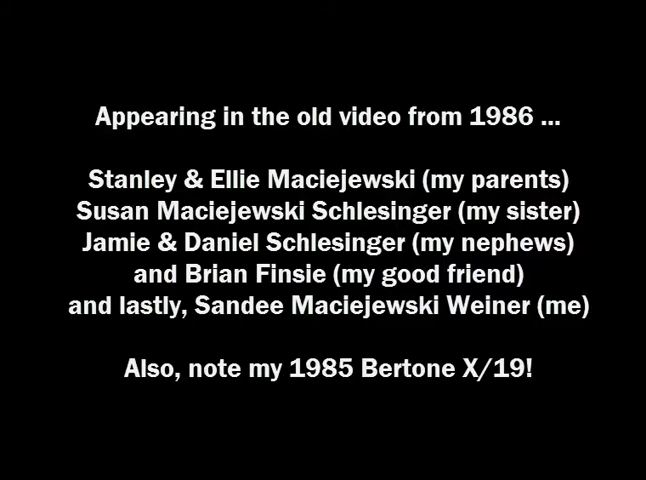 Appearing in the old video from 1986 ...
Stanley & Ellie Maciejewski (my parents)
Susan Maciejewski Schlesinger (my sister)
Jamie & Daniel Schlesinger (my nephews)
and Brian Finsie (my good friend)
and lastly, Sandee Maciejewski Weiner (me)
Also, note my 1985 Bertone X/19!